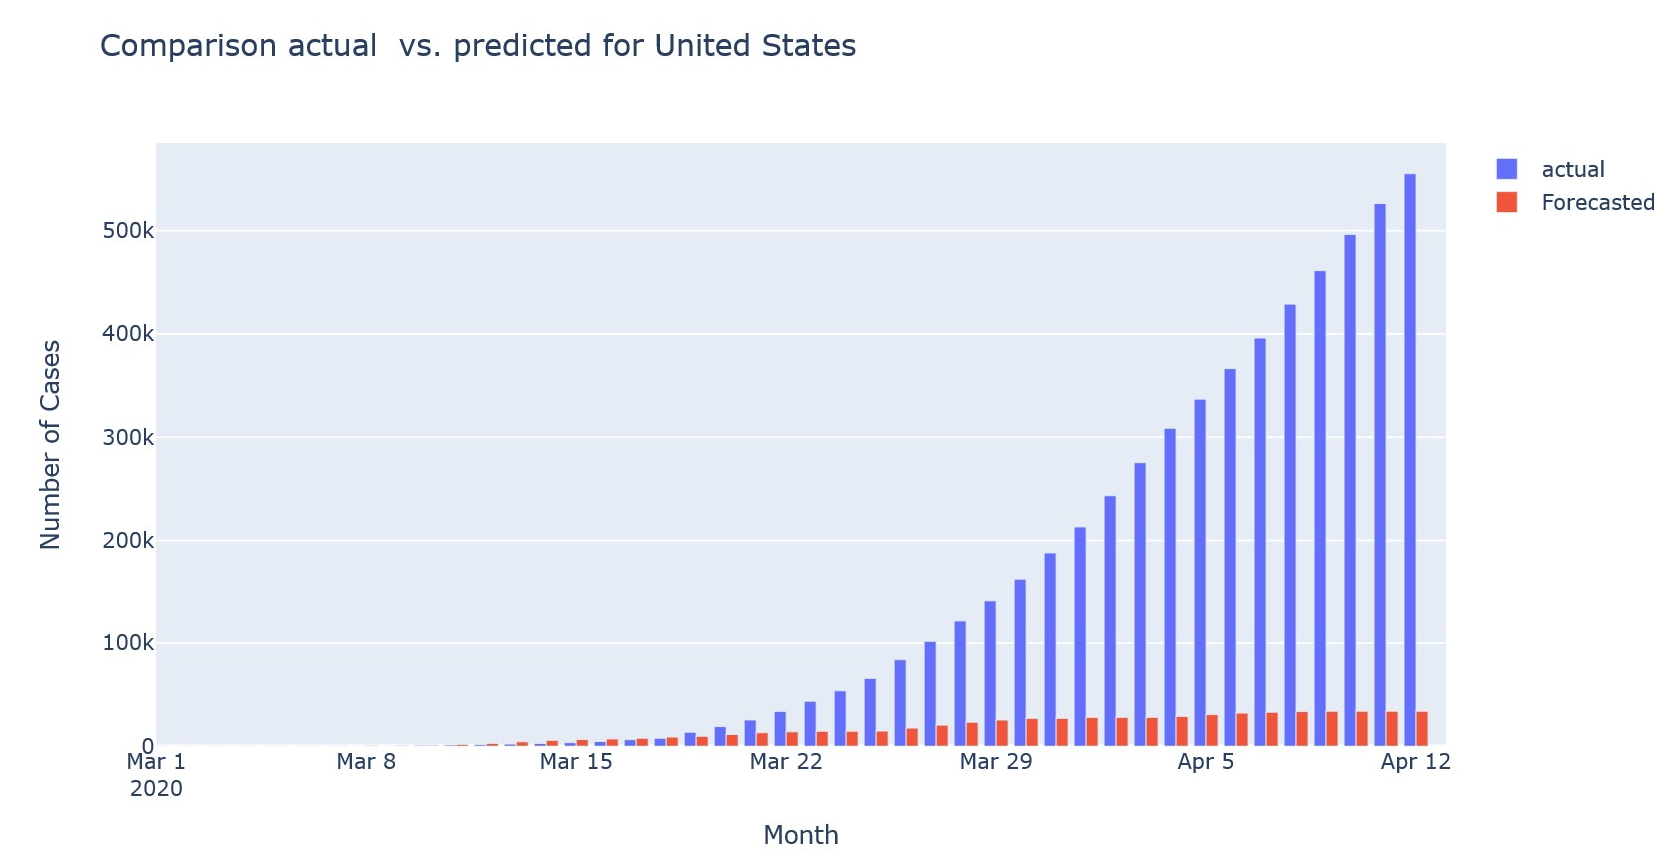 Comparison actual  vs. predicted for United States
actual
Forecasted
500k
400k
300k
200k
100k
0
Number of Cases
Mar 1 Mar 8 Mar 15 Mar 22 Mar 29 Apr 5 Apr 12
2020
Month